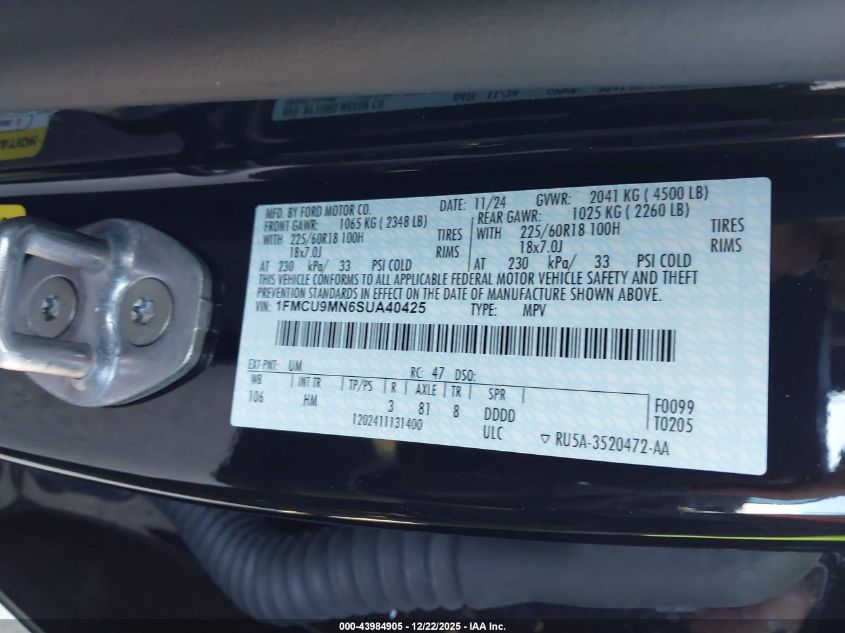 MFD. BY FORD MOTOR CO. DATE: 11/24 GVWR: 2041 KG ( 4500 LB)
FRONT GAWR: 1065 KG ( 2348 LB) REAR GAWR: 1025 KG ( 2260 LB)
WITH 225/60R18 100H TIRES WITH 225/60R18 100H TIRES
18x7.0J RIMS 18x7.0J RIMS
AT 230 kPa/ 33 PSI COLD AT 230 kPa/ 33 PSI COLD
THIS VEHICLE CONFORMS TO ALL APPLICABLE FEDERAL MOTOR VEHICLE SAFETY AND THEFT
PREVENTION STANDARDS IN EFFECT ON THE DATE OF MANUFACTURE SHOWN ABOVE.
VIN: 1FMCU9MN6SUA40425 TYPE: MPV
EXT PNT: UM RC: 47 DSO:
WB INT TR TP/PS R AXLE TR SPR
106 HM 3 81 8 DDDD F0099
1202411131400 ULC T0205
▽ RU5A-3520472-AA
000-43984905 - 12/22/2025 - IAA Inc.